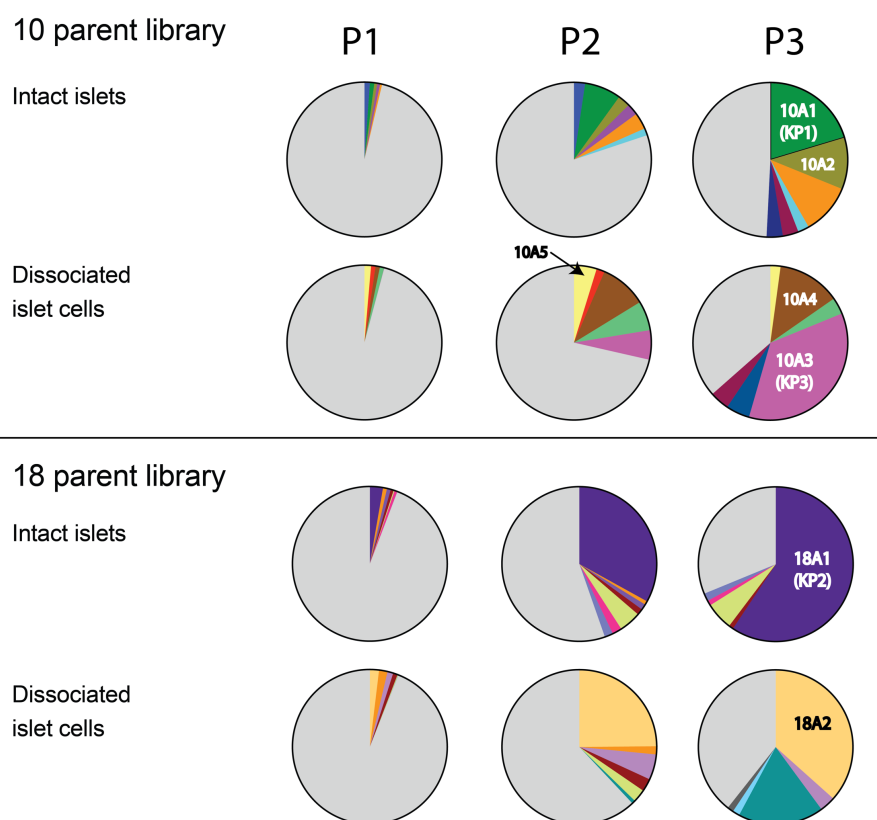 10 parent library
P1
P2
P3
Intact islets
10A1
(KP1)
10A2
Dissociated
islet cells
10A5
10A4
10A3
(KP3)
18 parent library
Intact islets
18A1
(KP2)
Dissociated
islet cells
18A2